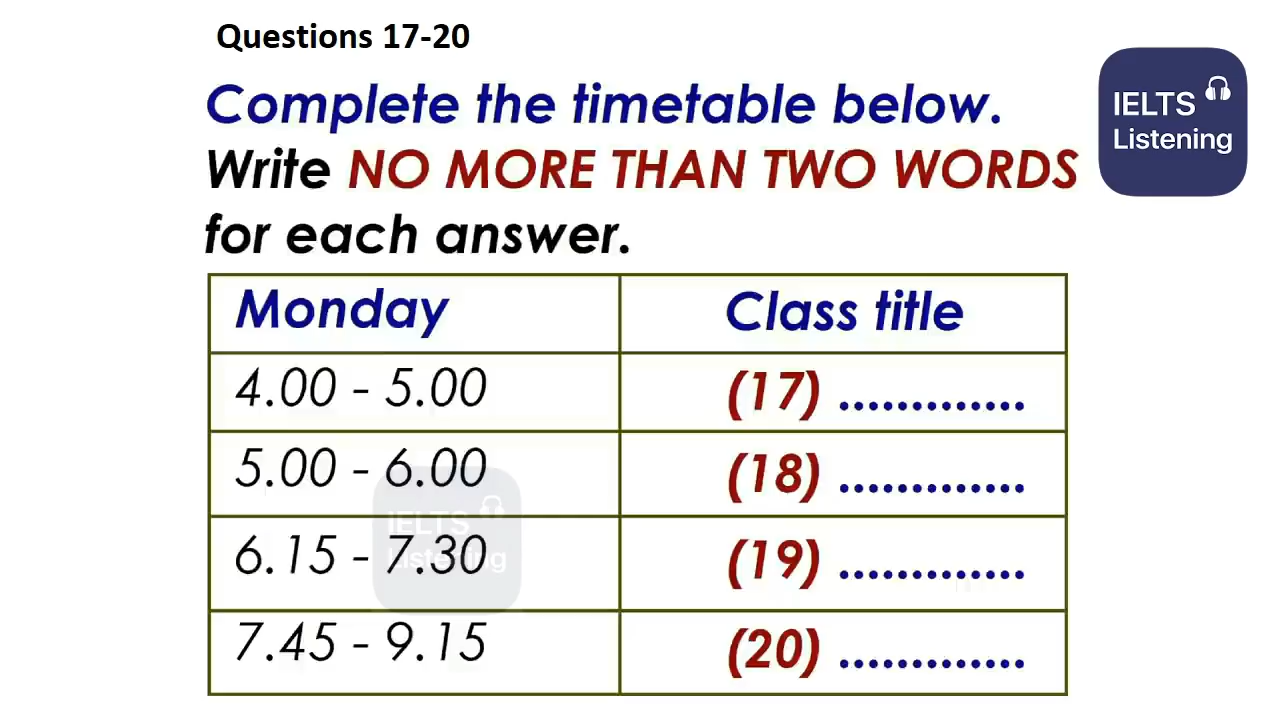 Questions 17-20
Complete the timetable below.
IELTS
Listening
Write NO MORE THAN TWO WORDS
for each answer.
Monday Class title
4.00 - 5.00 (17) .............
5.00 - 6.00 (18) .............
IELTS
Listening
6.15 - 7.30 (19) .............
7.45 - 9.15 (20) .............